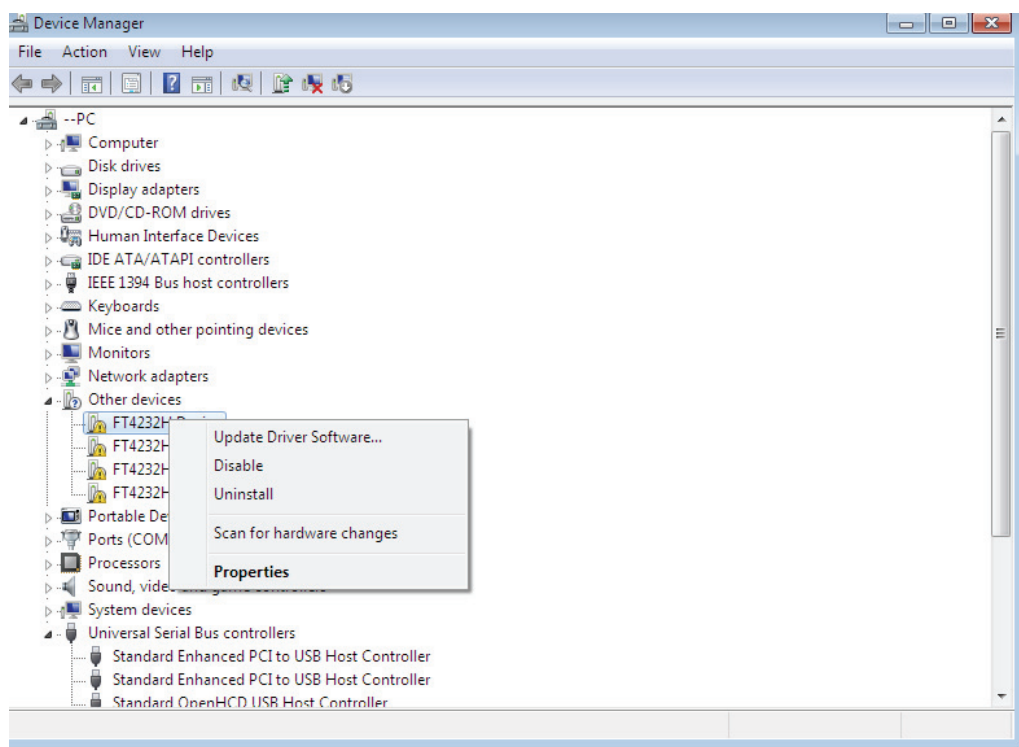 Device Manager
File Action View Help
--PC
Computer
Disk drives
Display adapters
DVD/CD-ROM drives
Human Interface Devices
IDE ATA/ATAPI controllers
IEEE 1394 Bus host controllers
Keyboards
Mice and other pointing devices
Monitors
Network adapters
Other devices
FT4232H
FT4232H
FT4232H
FT4232H
Update Driver Software...
Disable
Uninstall
Scan for hardware changes
Properties
Portable De
Ports (COM
Processors
Sound, video and game controllers
System devices
Universal Serial Bus controllers
Standard Enhanced PCI to USB Host Controller
Standard Enhanced PCI to USB Host Controller
Standard OpenHCD USB Host Controller